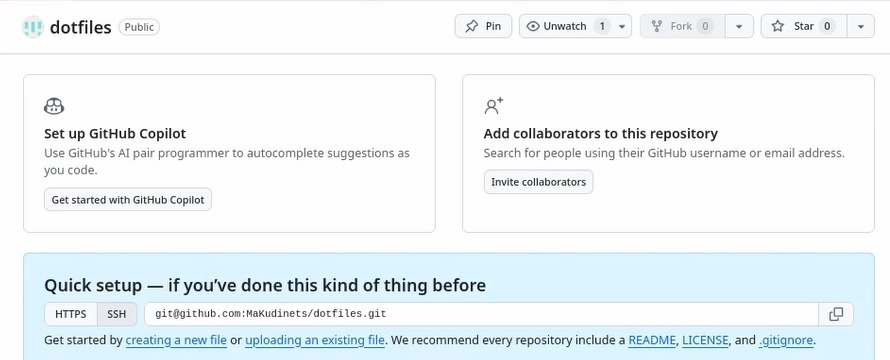 dotfiles Public Pin Unwatch 1 Fork 0 Star 0
Set up GitHub Copilot
Use GitHub's AI pair programmer to autocomplete suggestions as
you code.
Get started with GitHub Copilot
Add collaborators to this repository
Search for people using their GitHub username or email address.
Invite collaborators
Quick setup — if you’ve done this kind of thing before
HTTPS SSH git@github.com:MaKudinets/dotfiles.git
Get started by creating a new file or uploading an existing file. We recommend every repository include a README, LICENSE, and .gitignore.